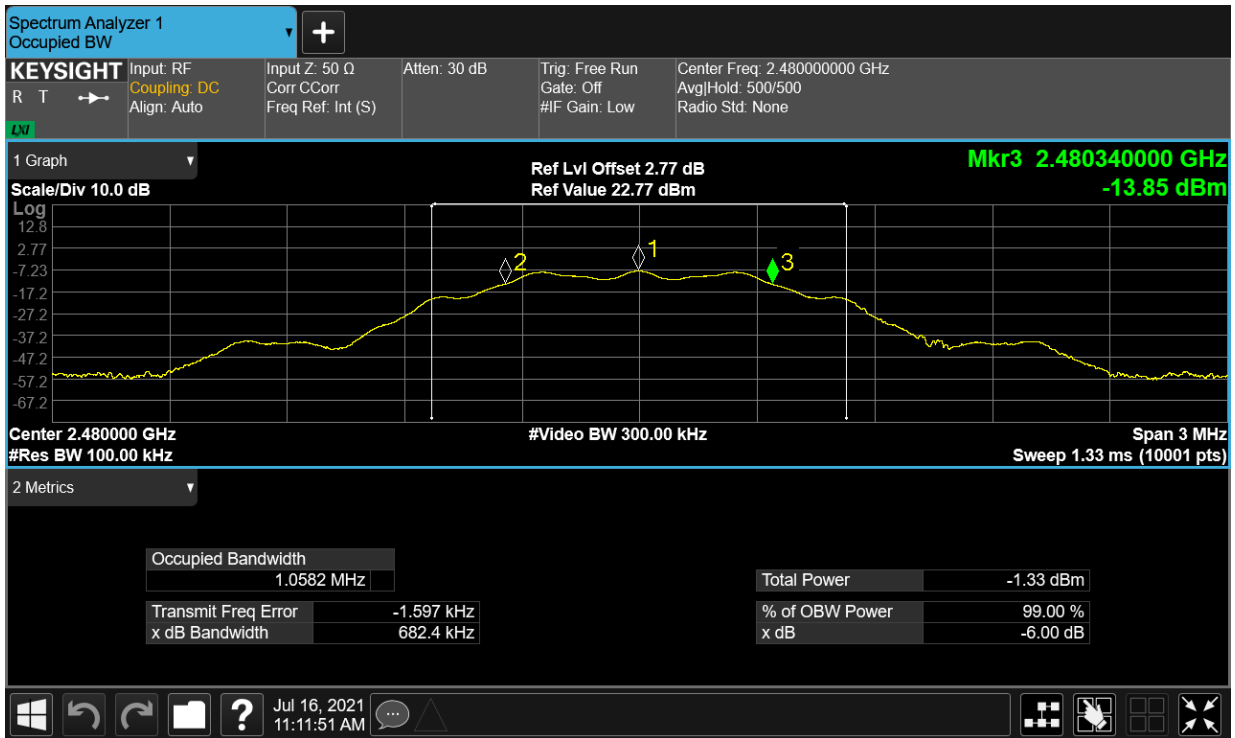 Spectrum Analyzer 1
Occupied BW
▼
+
KEYSIGHT
R T
LXI
Input: RF
Coupling: DC
Align: Auto
Input Z: 50 Ω
Corr CCorr
Freq Ref: Int (S)
Atten: 30 dB
Trig: Free Run
Gate: Off
#IF Gain: Low
Center Freq: 2.480000000 GHz
Avg|Hold: 500/500
Radio Std: None
1 Graph
Scale/Div 10.0 dB
Ref Lvl Offset 2.77 dB
Ref Value 22.77 dBm
Mkr3 2.480340000 GHz
-13.85 dBm
Log
12.8
2.77
-7.23
-17.2
-27.2
-37.2
-47.2
-57.2
-67.2
2
1
3
Center 2.480000 GHz
#Video BW 300.00 kHz
Span 3 MHz
#Res BW 100.00 kHz
Sweep 1.33 ms (10001 pts)
2 Metrics
Occupied Bandwidth
1.0582 MHz
Total Power -1.33 dBm
Transmit Freq Error -1.597 kHz
% of OBW Power 99.00 %
x dB Bandwidth 682.4 kHz
x dB -6.00 dB
?
Jul 16, 2021
11:11:51 AM